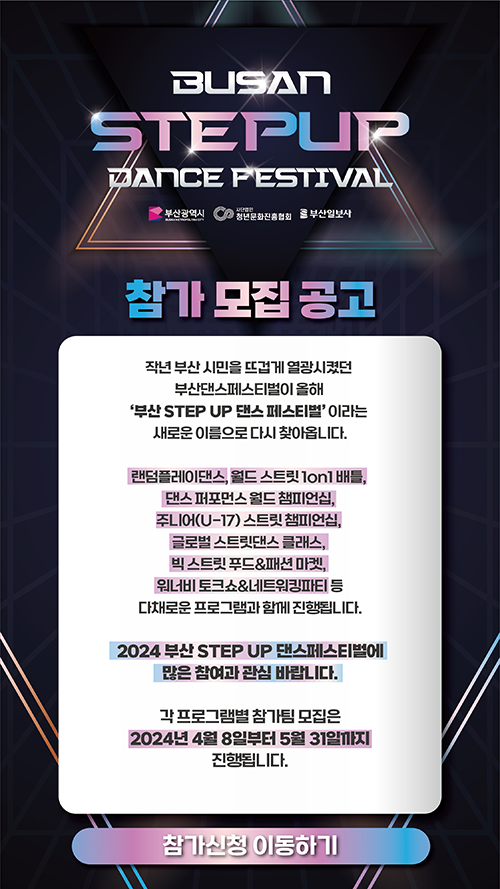 BUSAN
STEPUP
DANCE FESTIVAL
부산광역시 사단법인 청년문화진흥협회 부산일보사
BUSAN METROPOLITAN CITY
참가 모집 공고
작년 부산 시민을 뜨겁게 열광시켰던
부산댄스페스티벌이 올해
‘부산 STEP UP 댄스 페스티벌’ 이라는
새로운 이름으로 다시 찾아옵니다.
랜덤플레이댄스, 월드 스트릿 1on1 배틀,
댄스 퍼포먼스 월드 챔피언십,
주니어(U-17) 스트릿 챔피언십,
글로벌 스트릿댄스 클래스,
빅 스트릿 푸드&패션 마켓,
워너비 토크쇼&네트워킹파티 등
다채로운 프로그램과 함께 진행됩니다.
2024 부산 STEP UP 댄스페스티벌에
많은 참여과 관심 바랍니다.
각 프로그램별 참가팀 모집은
2024년 4월 8일부터 5월 31일까지
진행됩니다.
참가신청 이동하기